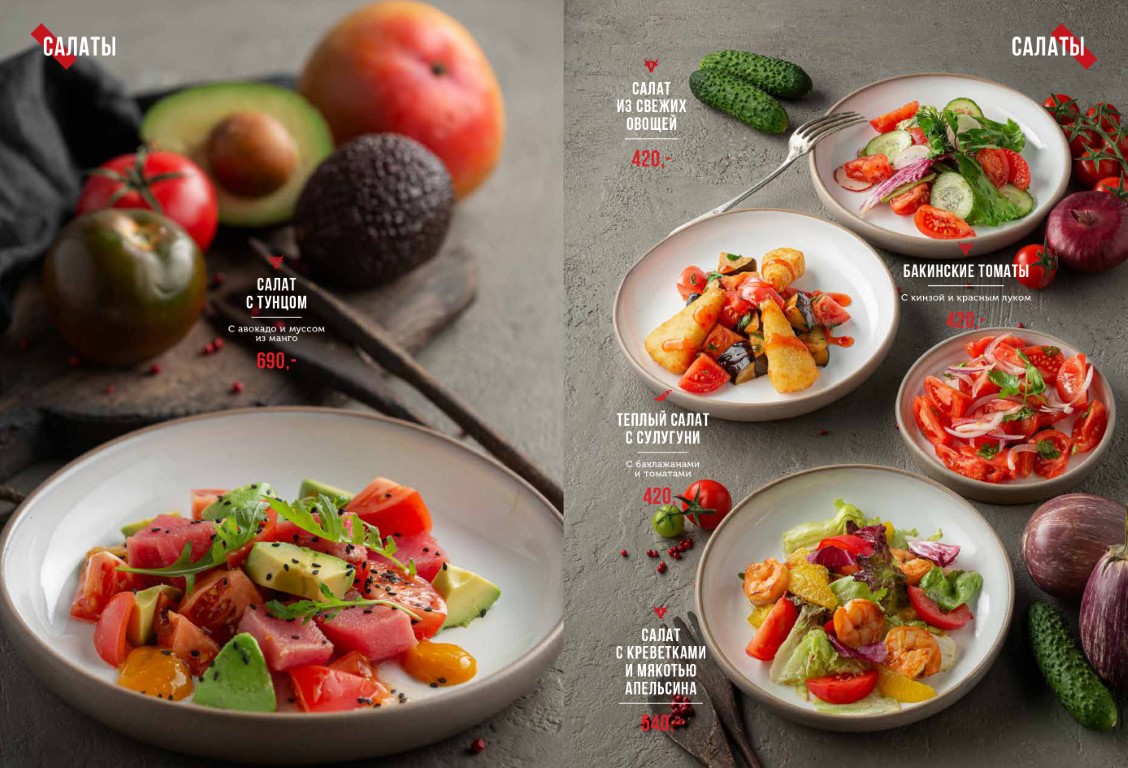 САЛАТЫ
САЛАТ
С ТУНЦОМ
С авокадо и муссом
из манго
690,-
САЛАТЫ
САЛАТ
ИЗ СВЕЖИХ
ОВОЩЕЙ
420,-
БАКИНСКИЕ ТОМАТЫ
С кинзой и красным луком
420,-
ТЕПЛЫЙ САЛАТ
С СУЛУГУНИ
С баклажанами
и томатами
420,-
САЛАТ
С КРЕВЕТКАМИ
И МЯКОТЬЮ
АПЕЛЬСИНА
540,-